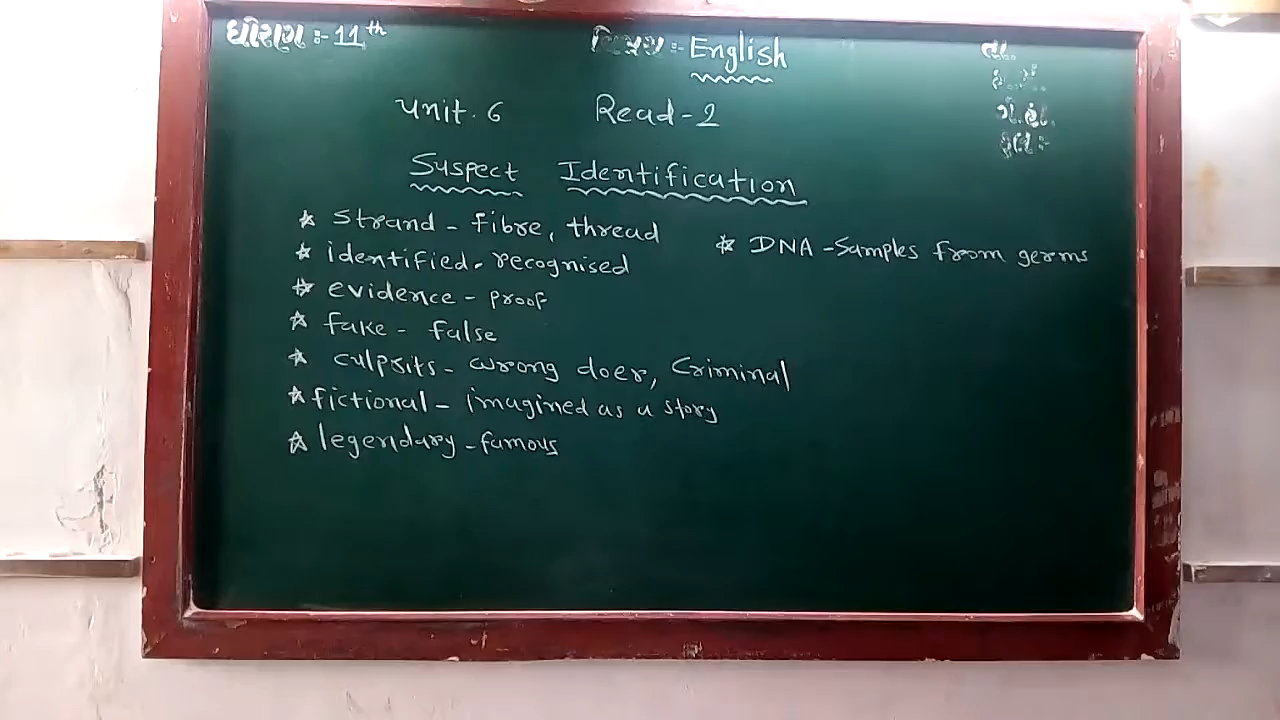 ધોરણ :- 11th
વિષય :- English
તા.
Unit. 6 Read - 2
Suspect Identification
* Strand - Fibre, thread
* identified - recognised
* evidence - proof
* fake - false
* culprits - wrong doer, Criminal
* fictional - imagined as a story
* legendary - famous
* DNA - Samples from germs